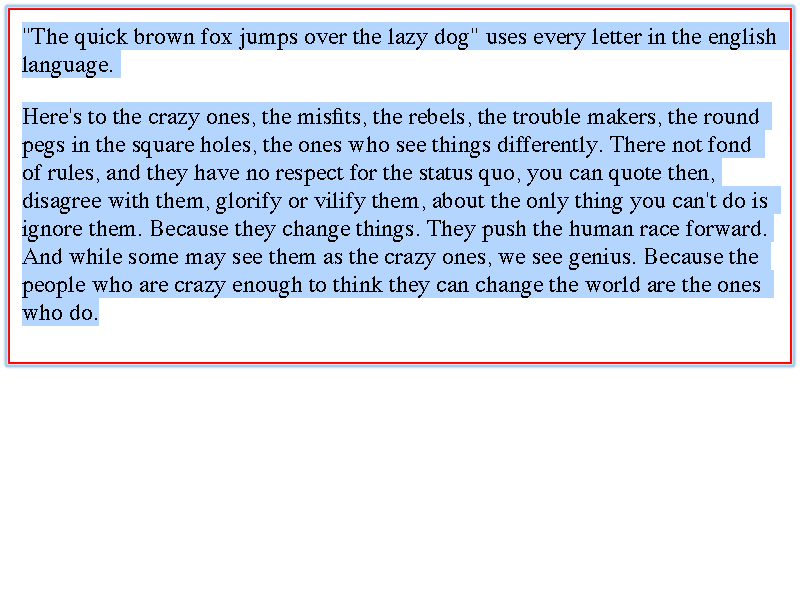 "The quick brown fox jumps over the lazy dog" uses every letter in the english
language.
Here's to the crazy ones, the misfits, the rebels, the trouble makers, the round
pegs in the square holes, the ones who see things differently. There not fond
of rules, and they have no respect for the status quo, you can quote then,
disagree with them, glorify or vilify them, about the only thing you can't do is
ignore them. Because they change things. They push the human race forward.
And while some may see them as the crazy ones, we see genius. Because the
people who are crazy enough to think they can change the world are the ones
who do.